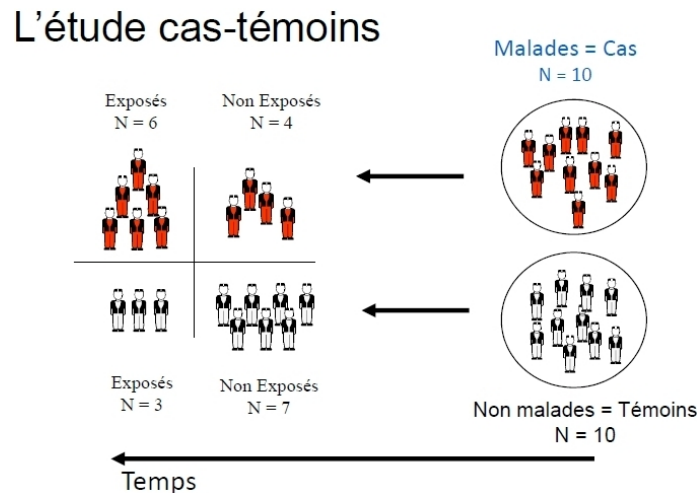 L'étude cas-témoins
Malades = Cas
N = 10
Exposés
N = 6
Non Exposés
N = 4
Exposés
N = 3
Non Exposés
N = 7
Non malades = Témoins
N = 10
Temps